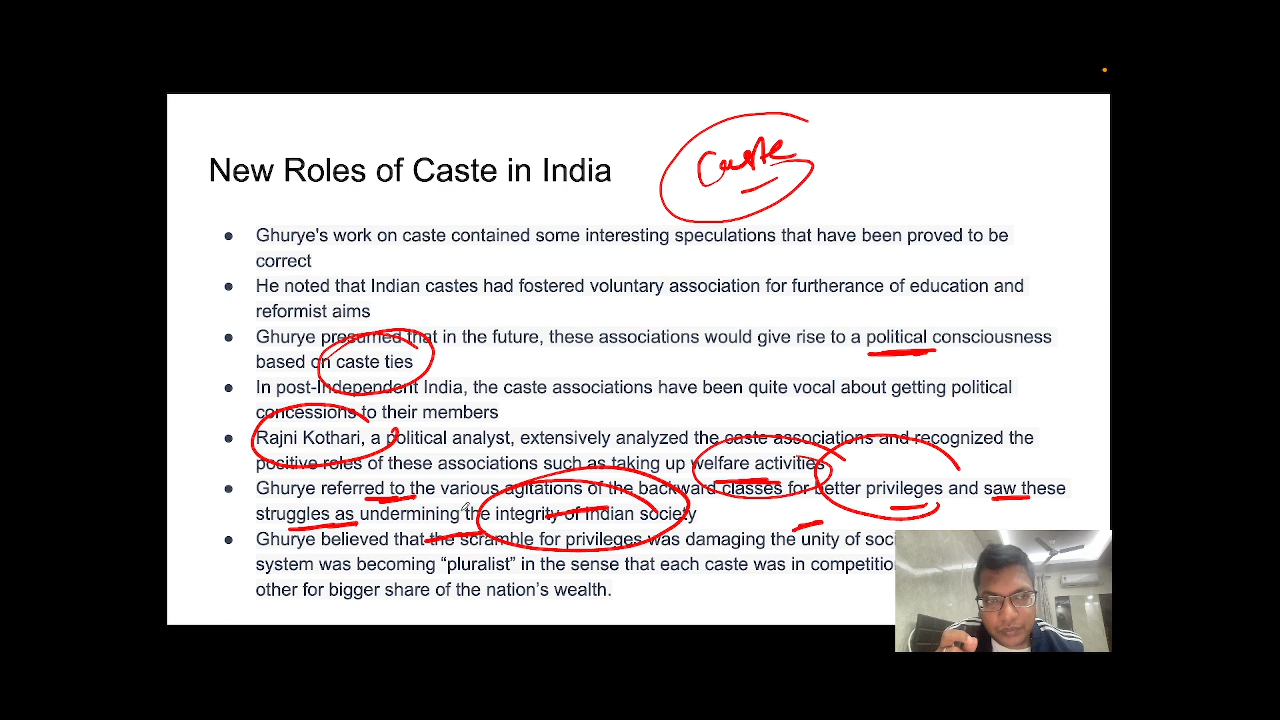 New Roles of Caste in India
Caste
● Ghurye's work on caste contained some interesting speculations that have been proved to be
correct
● He noted that Indian castes had fostered voluntary association for furtherance of education and
reformist aims
● Ghurye presumed that in the future, these associations would give rise to a political consciousness
based on caste ties
● In post-Independent India, the caste associations have been quite vocal about getting political
concessions to their members
● Rajni Kothari, a political analyst, extensively analyzed the caste associations and recognized the
positive roles of these associations such as taking up welfare activities
● Ghurye referred to the various agitations of the backward classes for better privileges and saw these
struggles as undermining the integrity of Indian society
● Ghurye believed that the scramble for privileges was damaging the unity of
system was becoming “pluralist” in the sense that each caste was in
other for bigger share of the nation’s wealth.